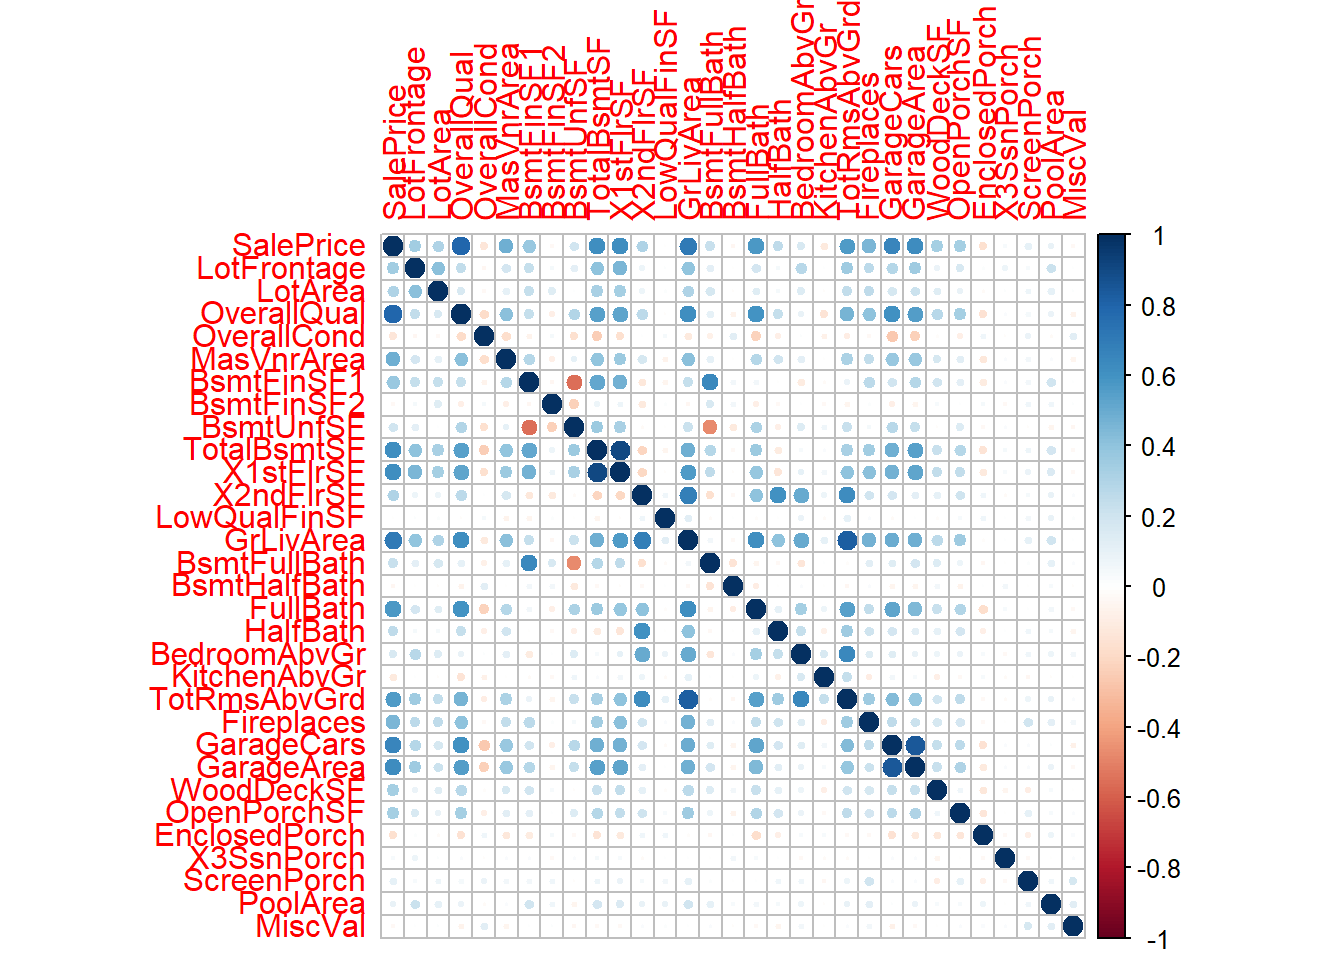 SalePrice
LotFrontage
LotArea
OverallQual
OverallCond
MasVnrArea
BsmtFinSF1
BsmtFinSF2
BsmtUnfSF
TotalBsmtSF
X1stFlrSF
X2ndFlrSF
LowQualFinSF
GrLivArea
BsmtFullBath
BsmtHalfBath
FullBath
HalfBath
BedroomAbvGr
KitchenAbvGr
TotRmsAbvGrd
Fireplaces
GarageCars
GarageArea
WoodDeckSF
OpenPorchSF
EnclosedPorch
X3SsnPorch
ScreenPorch
PoolArea
MiscVal
SalePrice
LotFrontage
LotArea
OverallQual
OverallCond
MasVnrArea
BsmtFinSF1
BsmtFinSF2
BsmtUnfSF
TotalBsmtSF
X1stFlrSF
X2ndFlrSF
LowQualFinSF
GrLivArea
BsmtFullBath
BsmtHalfBath
FullBath
HalfBath
BedroomAbvGr
KitchenAbvGr
TotRmsAbvGrd
Fireplaces
GarageCars
GarageArea
WoodDeckSF
OpenPorchSF
EnclosedPorch
X3SsnPorch
ScreenPorch
PoolArea
MiscVal
1
0.8
0.6
0.4
0.2
0
-0.2
-0.4
-0.6
-0.8
-1